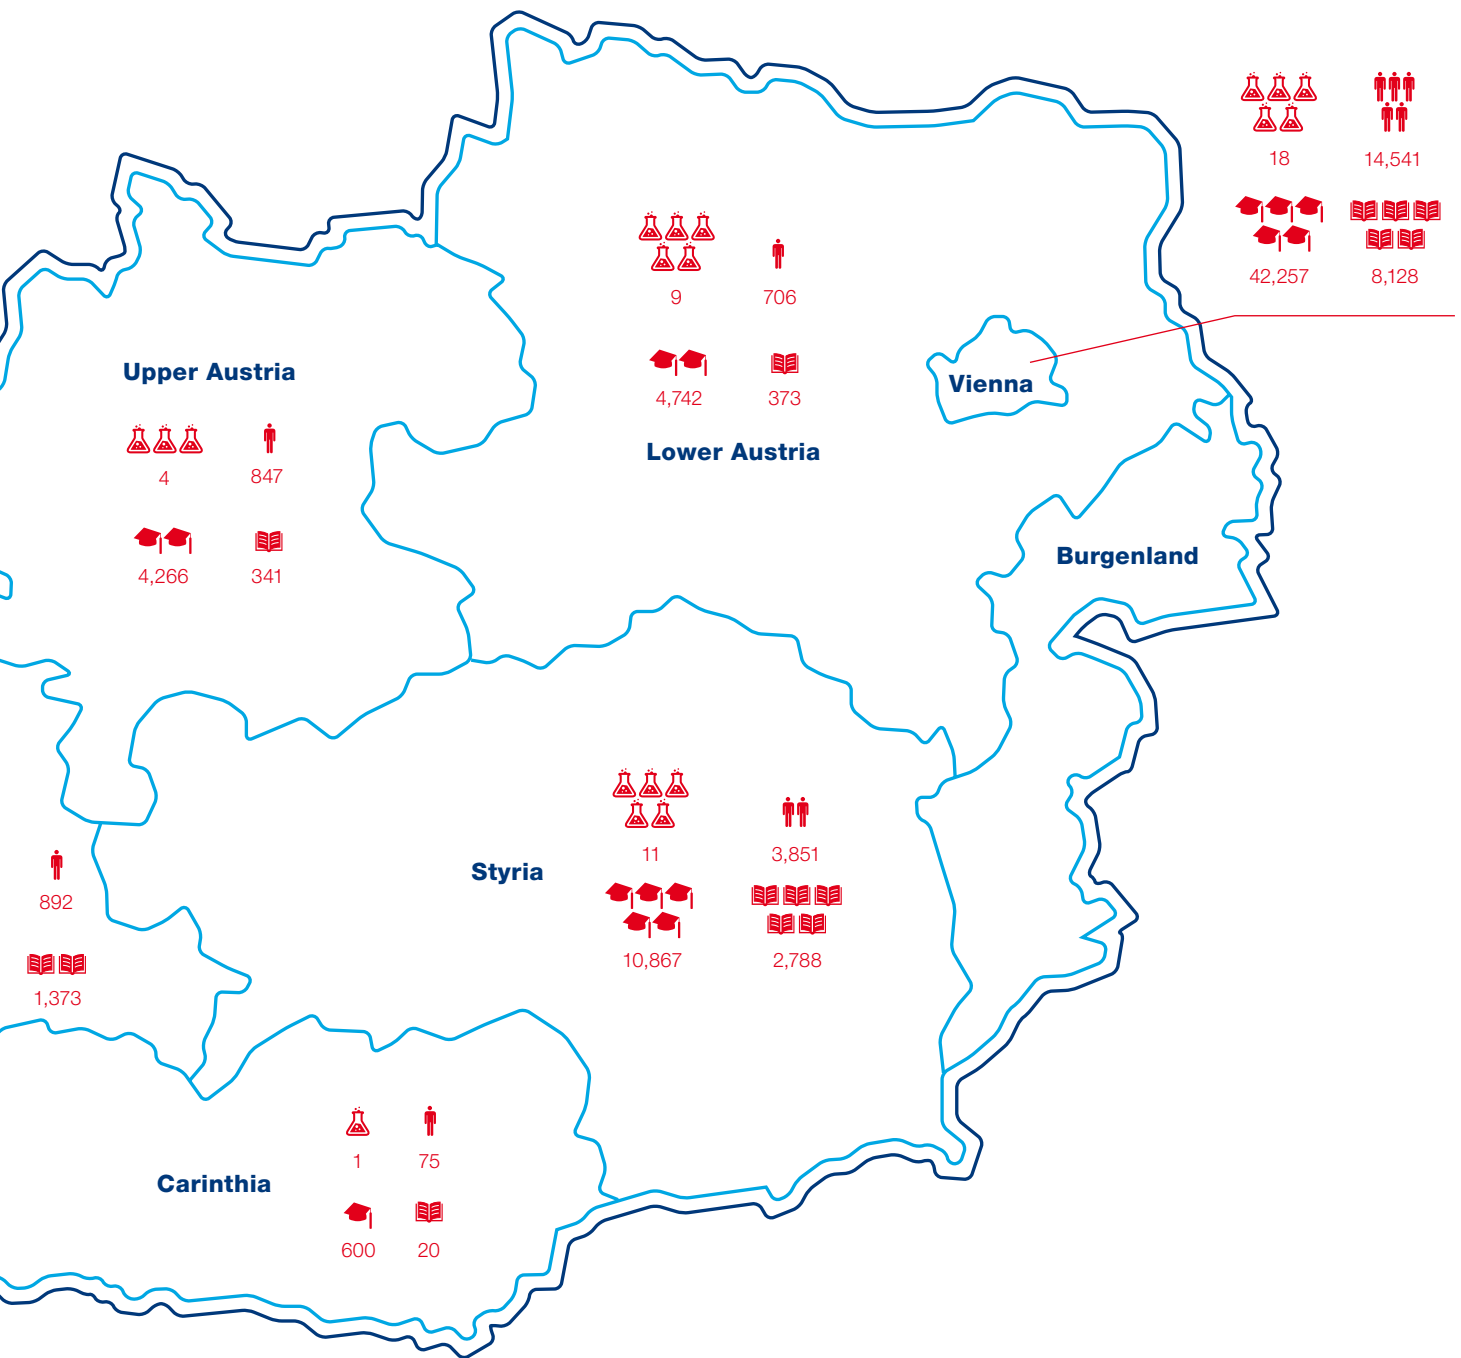 18 14,541
42,257 8,128
9 706
4,742 373
Lower Austria
Vienna
Upper Austria
4 847
4,266 341
Burgenland
Styria
11 3,851
10,867 2,788
892
1,373
Carinthia
1 75
600 20